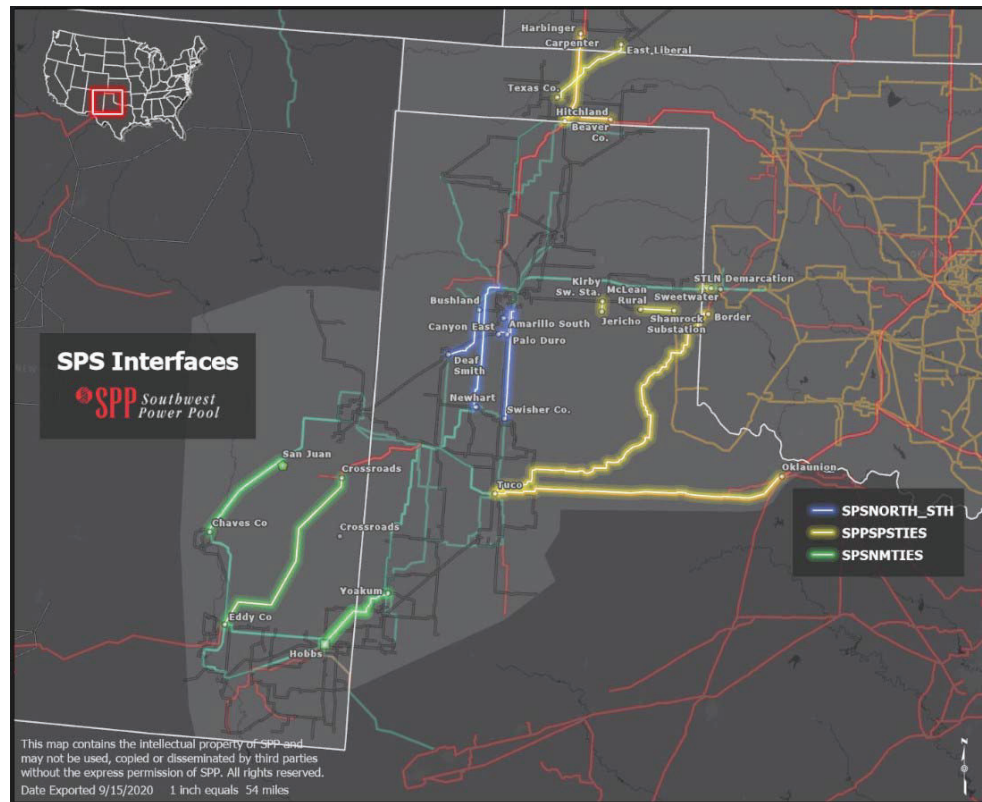 Harbinger
Carpenter
East Liberal
Texas Co.
Hitchland
Beaver
Co.
Kirby
Sw. Sta.
McLean
Rural
STLN Demarcation
Sweetwater
Bushland
Canyon East
Amarillo South
Jericho
Shamrock
Substation
Border
Palo Duro
SPS Interfaces
SPP Southwest
Power Pool
Deaf
Smith
Newhart
Swisher Co.
San Juan
Crossroads
Tuco
Oklaunion
Chaves Co
Crossroads
SPSNORTH_STH
SPPSPSTIES
SPSNMTIES
Yoakum
Eddy Co
Hobbs
This map contains the intellectual property of SPP and
may not be used, copied or disseminated by third parties
without the express permission of SPP. All rights reserved.
Date Exported 9/15/2020 1 inch equals 54 miles